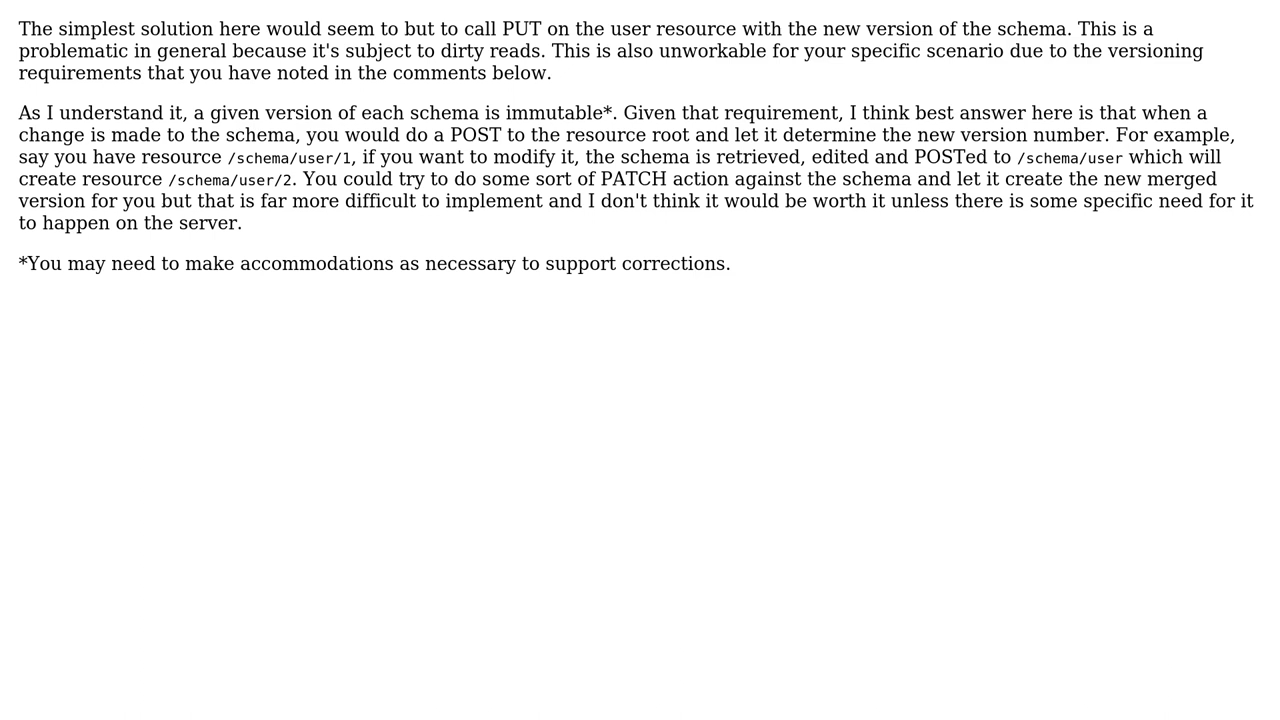 The simplest solution here would seem to but to call PUT on the user resource with the new version of the schema. This is a
problematic in general because it's subject to dirty reads. This is also unworkable for your specific scenario due to the versioning
requirements that you have noted in the comments below.
As I understand it, a given version of each schema is immutable*. Given that requirement, I think best answer here is that when a
change is made to the schema, you would do a POST to the resource root and let it determine the new version number. For example,
say you have resource /schema/user/1, if you want to modify it, the schema is retrieved, edited and POSTed to /schema/user which will
create resource /schema/user/2. You could try to do some sort of PATCH action against the schema and let it create the new merged
version for you but that is far more difficult to implement and I don't think it would be worth it unless there is some specific need for it
to happen on the server.
*You may need to make accommodations as necessary to support corrections.